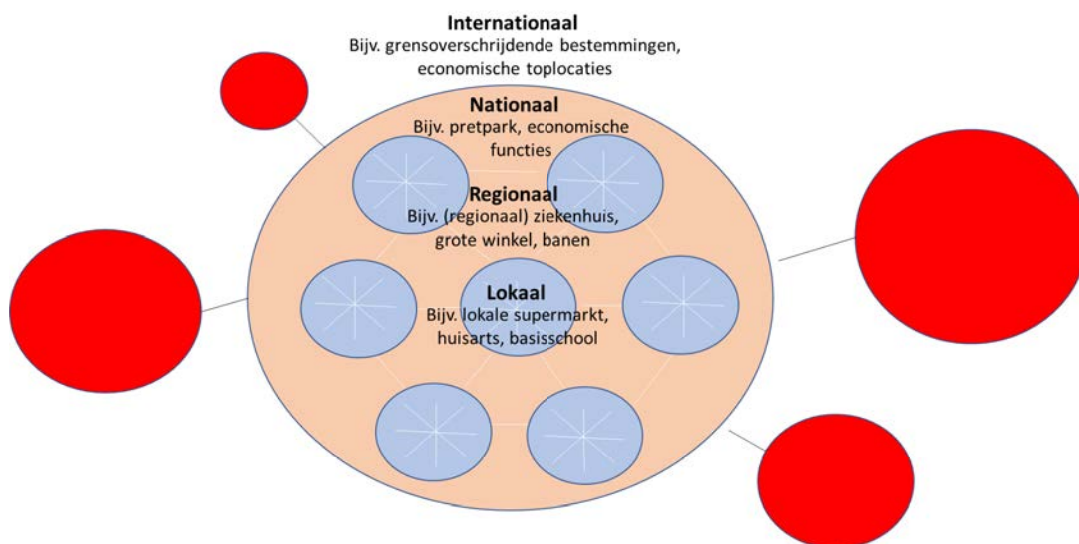 Internationaal
Bijv. grensoverschrijdende bestemmingen,
economische toplocaties
Nationaal
Bijv. pretpark, economische
functies
Regionaal
Bijv. (regionaal) ziekenhuis,
grote winkel, banen
Lokaal
Bijv. lokale supermarkt,
huisarts, basisschool